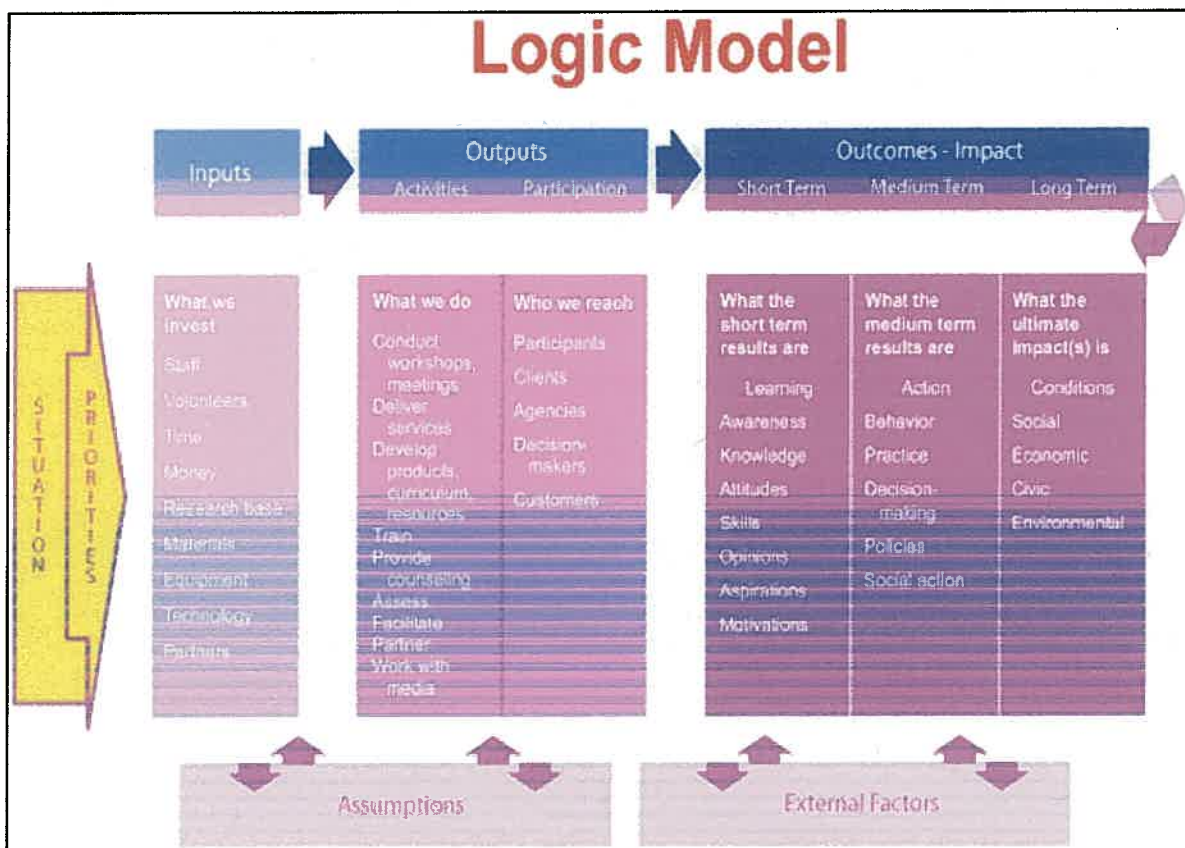 Logic Model
Inputs
Outputs
Activities
Participation
Outcomes - Impact
Short Term
Medium Term
Long Term
SITUATION
PRIORITIES
What we
invest
Staff
Volunteers
Time
Money
Research base
Materials
Equipment
Technology
Partners
What we do
Conduct
workshops,
meetings
Deliver
services
Develop
products,
curriculum,
resources
Train
Provide
counseling
Assess
Facilitate
Partner
Work with
media
Who we reach
Participants
Clients
Agencies
Decision-
makers
Customers
What the
short term
results are
Learning
Awareness
Knowledge
Attitudes
Skills
Opinions
Aspirations
Motivations
What the
medium term
results are
Action
Behavior
Practice
Decision-
making
Policies
Social action
What the
ultimate
impact(s) is
Conditions
Social
Economic
Civic
Environmental
Assumptions
External Factors